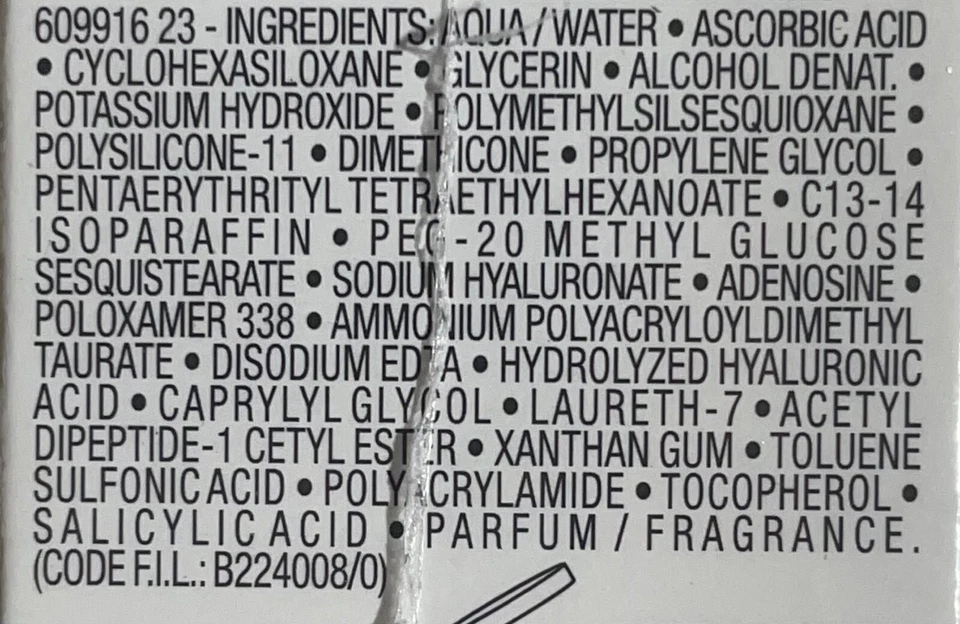 609916 23 - INGREDIENTS: AQUA / WATER • ASCORBIC ACID
• CYCLOHEXASILOXANE • GLYCERIN • ALCOHOL DENAT. •
POTASSIUM HYDROXIDE • POLYMETHYLSILSESQUIOXANE •
POLYSILICONE-11 • DIMETHICONE • PROPYLENE GLYCOL •
PENTAERYTHRITYL TETRAETHYLHEXANOATE • C13-14
ISOPARAFFIN • PEG-20 METHYL GLUCOSE
SESQUISTEARATE • SODIUM HYALURONATE • ADENOSINE •
POLOXAMER 338 • AMMONIUM POLYACRYLOYLDIMETHYL
TAURATE • DISODIUM EDTA • HYDROLYZED HYALURONIC
ACID • CAPRYLYL GLYCOL • LAURETH-7 • ACETYL
DIPEPTIDE-1 CETYL ESTER • XANTHAN GUM • TOLUENE
SULFONIC ACID • POLYACRYLAMIDE • TOCOPHEROL •
SALICYLIC ACID • PARFUM / FRAGRANCE.
(CODE F.I.L.: B224008/0)